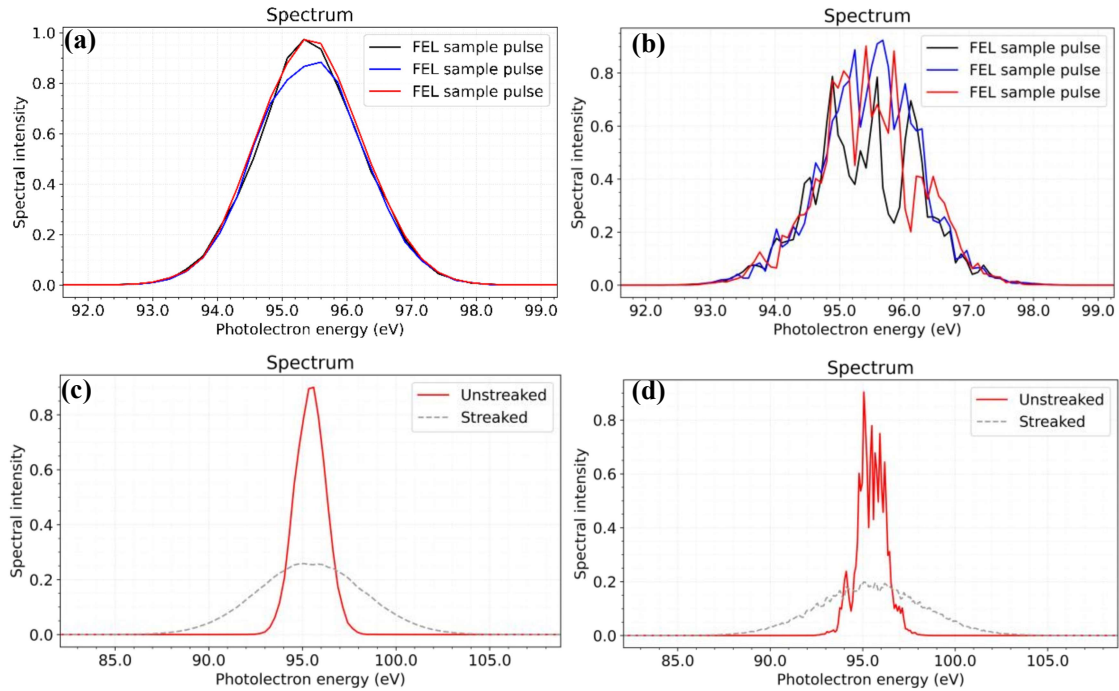 Spectrum
(a)
FEL sample pulse
FEL sample pulse
FEL sample pulse
Spectral intensity
1.0
0.8
0.6
0.4
0.2
0.0
92.0 93.0 94.0 95.0 96.0 97.0 98.0 99.0
Photolectron energy (eV)
Spectrum
(b)
FEL sample pulse
FEL sample pulse
FEL sample pulse
Spectral intensity
0.8
0.6
0.4
0.2
0.0
92.0 93.0 94.0 95.0 96.0 97.0 98.0 99.0
Photolectron energy (eV)
Spectrum
(c)
Unstreaked
Streaked
Spectral intensity
0.8
0.6
0.4
0.2
0.0
85.0 90.0 95.0 100.0 105.0
Photolectron energy (eV)
Spectrum
(d)
Unstreaked
Streaked
Spectral intensity
0.8
0.6
0.4
0.2
0.0
85.0 90.0 95.0 100.0 105.0
Photolectron energy (eV)